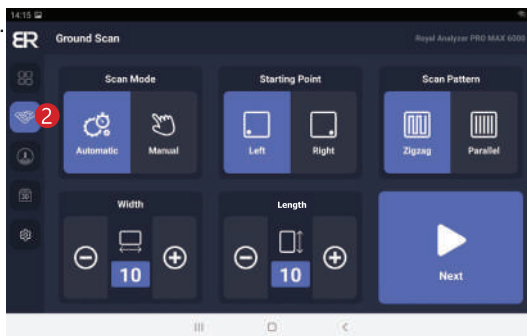 14:15
ER Ground Scan Royal Analyzer PRO MAX 6000
Scan Mode Starting Point Scan Pattern
2
Automatic Manual Left Right Zigzag Parallel
3D
Width Length
10 10 Next